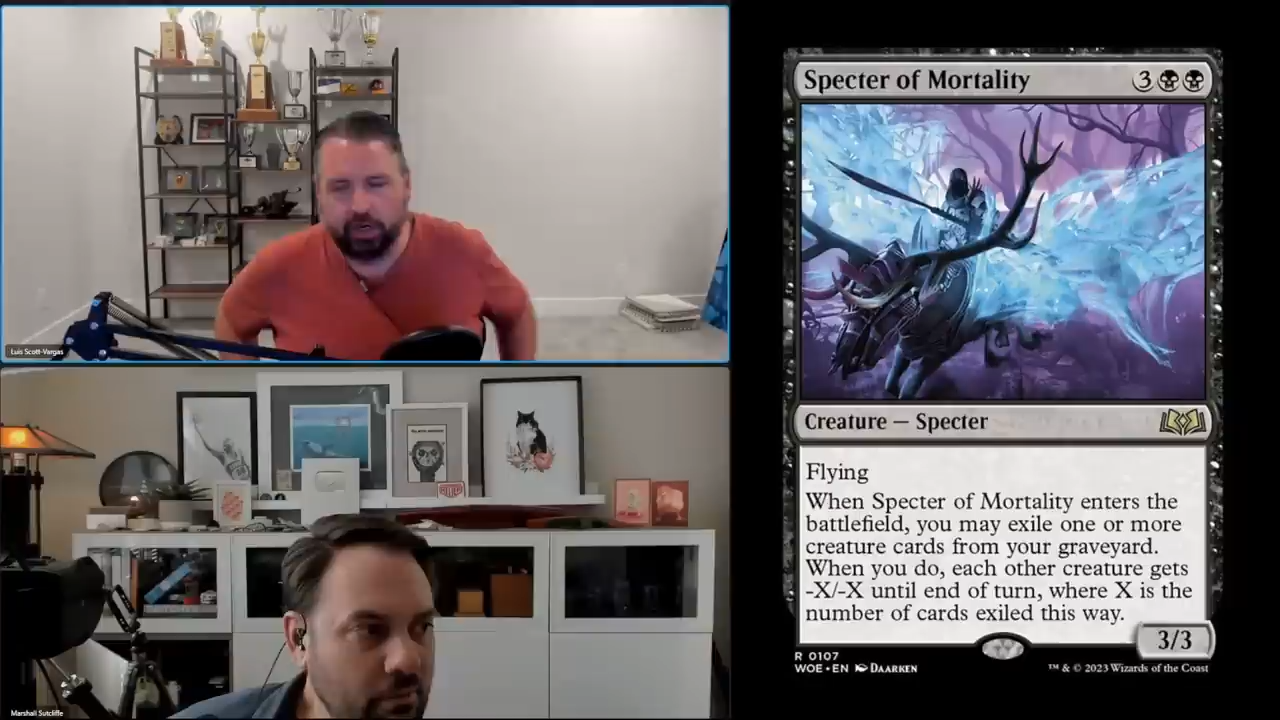 Luis Scott-Vargas
Marshall Sutcliffe
Specter of Mortality 3
Creature — Specter
Flying
When Specter of Mortality enters the
battlefield, you may exile one or more
creature cards from your graveyard.
When you do, each other creature gets
-X/-X until end of turn, where X is the
number of cards exiled this way.
3/3
R 0107
WOE • EN DAARKEN
™ & © 2023 Wizards of the Coast